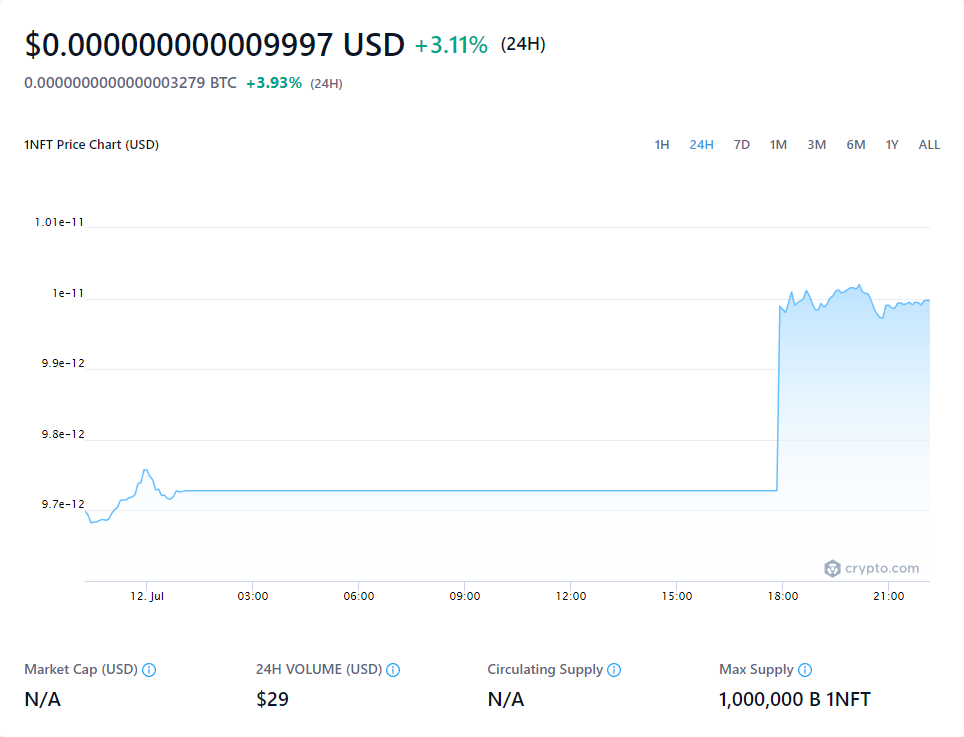 $0.000000000009997 USD +3.11% (24H)
0.0000000000000003279 BTC +3.93% (24H)
1NFT Price Chart (USD)
1H 24H 7D 1M 3M 6M 1Y ALL
1.01e-11
1e-11
9.9e-12
9.8e-12
9.7e-12
crypto.com
12. Jul 03:00 06:00 09:00 12:00 15:00 18:00 21:00
Market Cap (USD) 24H VOLUME (USD) Circulating Supply Max Supply
N/A $29 N/A 1,000,000 B 1NFT